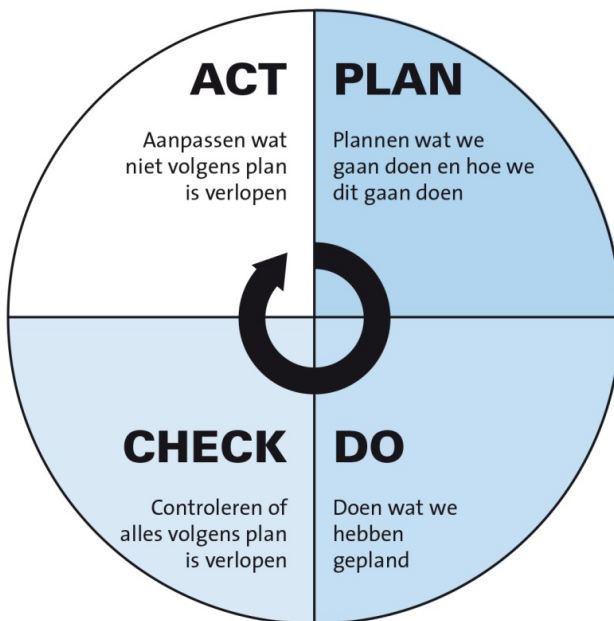 ACT
Aanpassen wat
niet volgens plan
is verlopen
PLAN
Plannen wat we
gaan doen en hoe we
dit gaan doen
CHECK
Controleren of
alles volgens plan
is verlopen
DO
Doen wat we
hebben
gepland